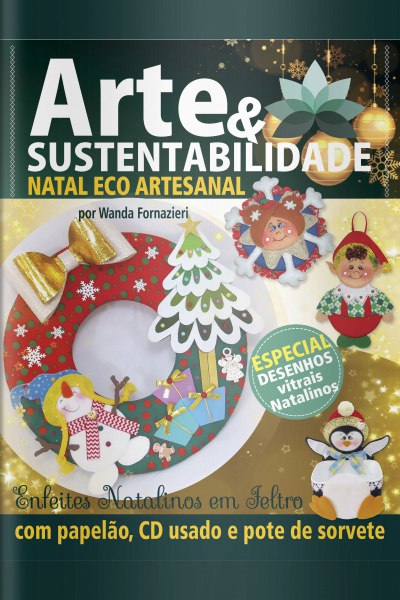 Arte&
SUSTENTABILIDADE
NATAL ECO ARTESANAL
por Wanda Fornazieri
ESPECIAL
DESENHOS
vitrais
Natalinos
Enfeites Natalinos em Feltro
com papelão, CD usado e pote de sorvete